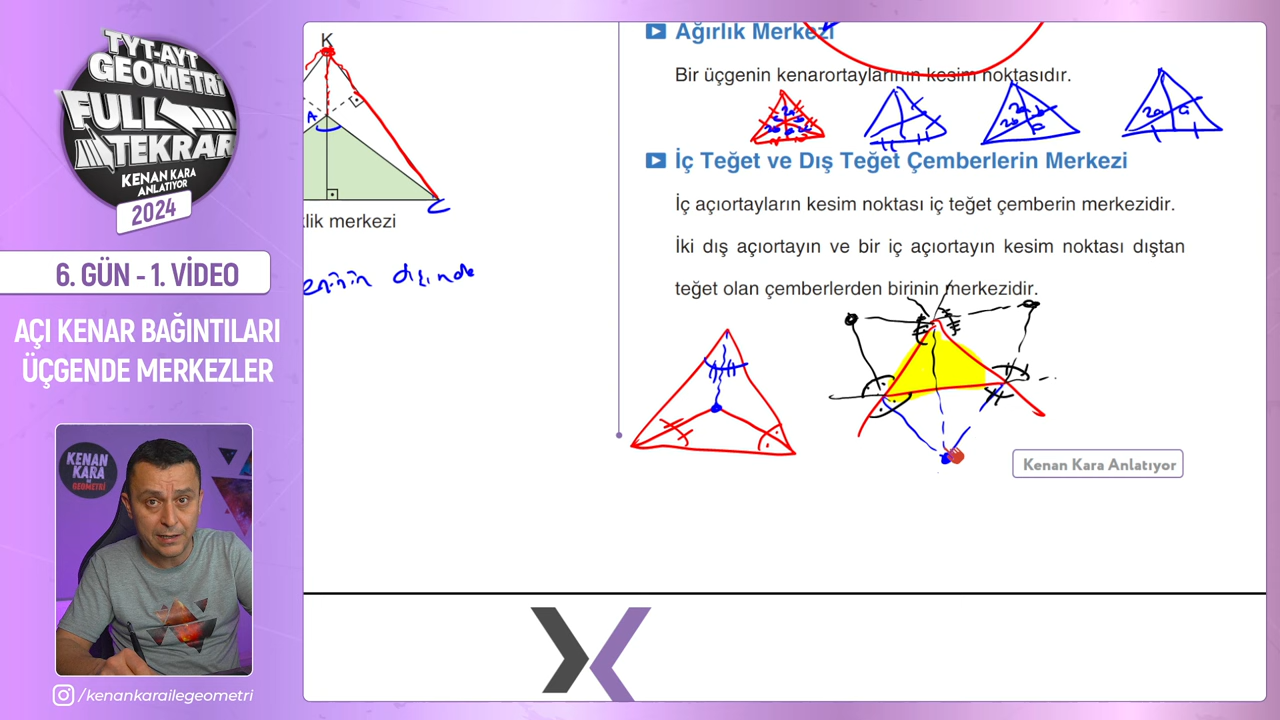 TYT-AYT
GEOMETRİ
FULL
TEKRAR
KENAN KARA
ANLATIYOR
2024
6. GÜN - 1. VİDEO
AÇI KENAR BAĞINTILARI
ÜÇGENDE MERKEZLER
KENAN
KARA
GEOMETRİ
/kenankarailegeometri
K
A
C
lik merkezi
dışında
Ağırlık Merkezi
Bir üçgenin kenarortaylarının kesim noktasıdır.
İç Teğet ve Dış Teğet Çemberlerin Merkezi
İç açıortayların kesim noktası iç teğet çemberin merkezidir.
İki dış açıortayın ve bir iç açıortayın kesim noktası dıştan
teğet olan çemberlerden birinin merkezidir.
Kenan Kara Anlatıyor